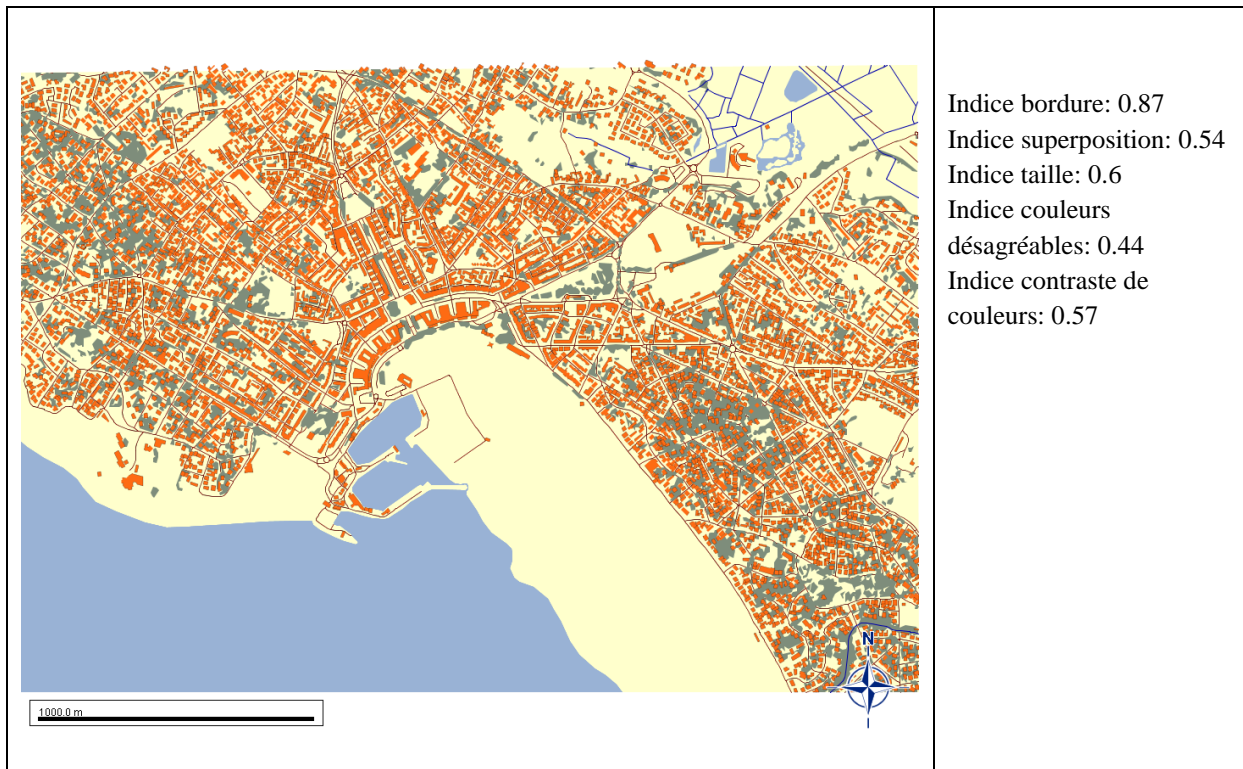 Indice bordure: 0.87
Indice superposition: 0.54
Indice taille: 0.6
Indice couleurs
désagréables: 0.44
Indice contraste de
couleurs: 0.57
N
1000.0 m